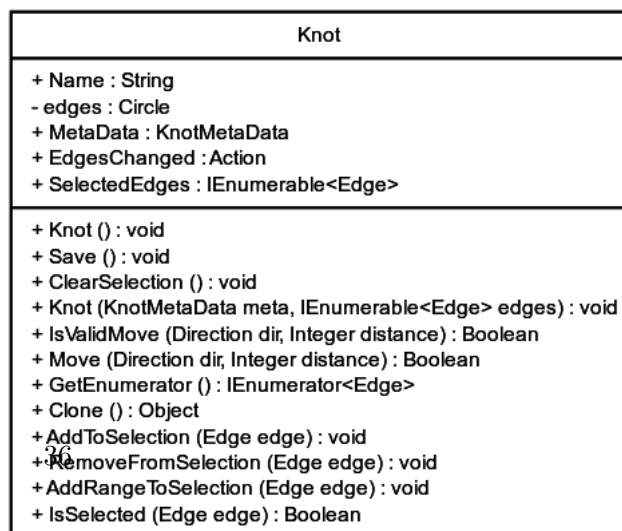 Knot
+ Name : String
- edges : Circle
+ MetaData : KnotMetaData
+ EdgesChanged : Action
+ SelectedEdges : IEnumerable<Edge>
+ Knot () : void
+ Save () : void
+ ClearSelection () : void
+ Knot (KnotMetaData meta, IEnumerable<Edge> edges) : void
+ IsValidMove (Direction dir, Integer distance) : Boolean
+ Move (Direction dir, Integer distance) : Boolean
+ GetEnumerator () : IEnumerator<Edge>
+ Clone () : Object
+ AddToSelection (Edge edge) : void
36
+ RemoveFromSelection (Edge edge) : void
+ AddRangeToSelection (Edge edge) : void
+ IsSelected (Edge edge) : Boolean